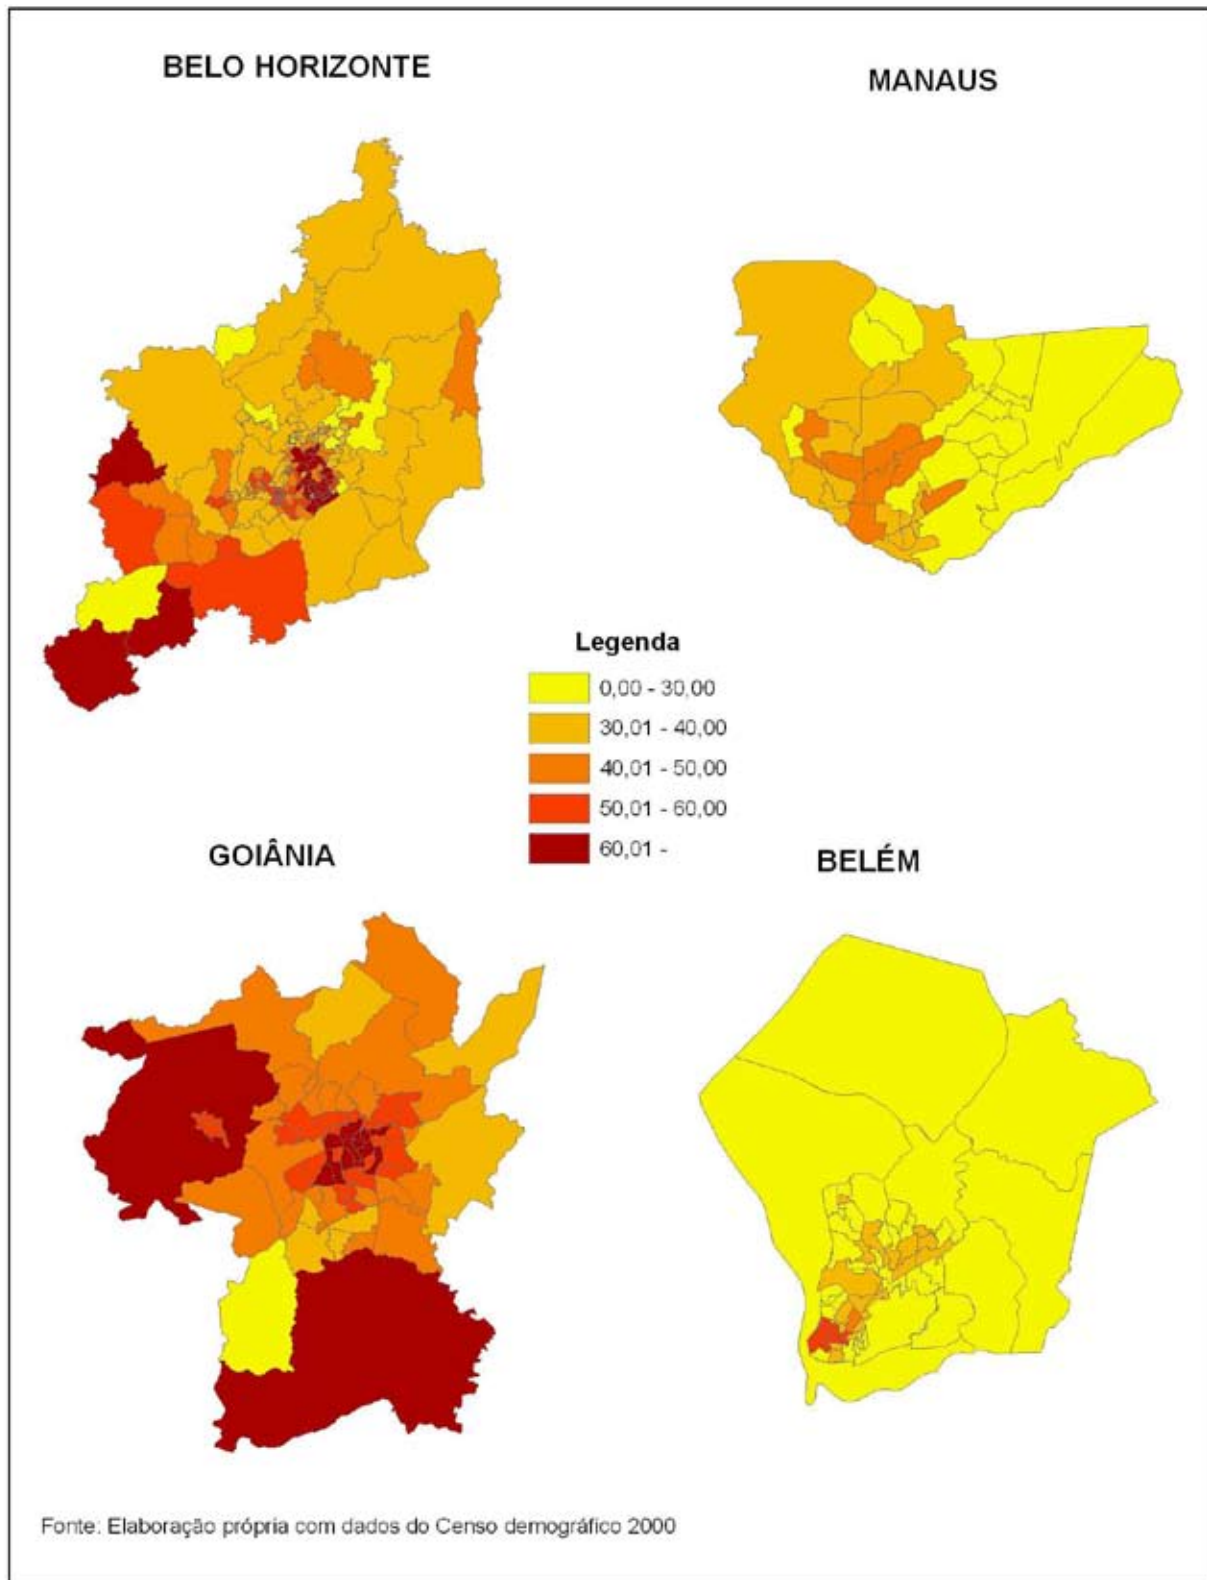 BELO HORIZONTE
MANAUS
Legenda
0,00 - 30,00
30,01 - 40,00
40,01 - 50,00
50,01 - 60,00
60,01 -
GOIÂNIA
BELÉM
Fonte: Elaboração própria com dados do Censo demográfico 2000